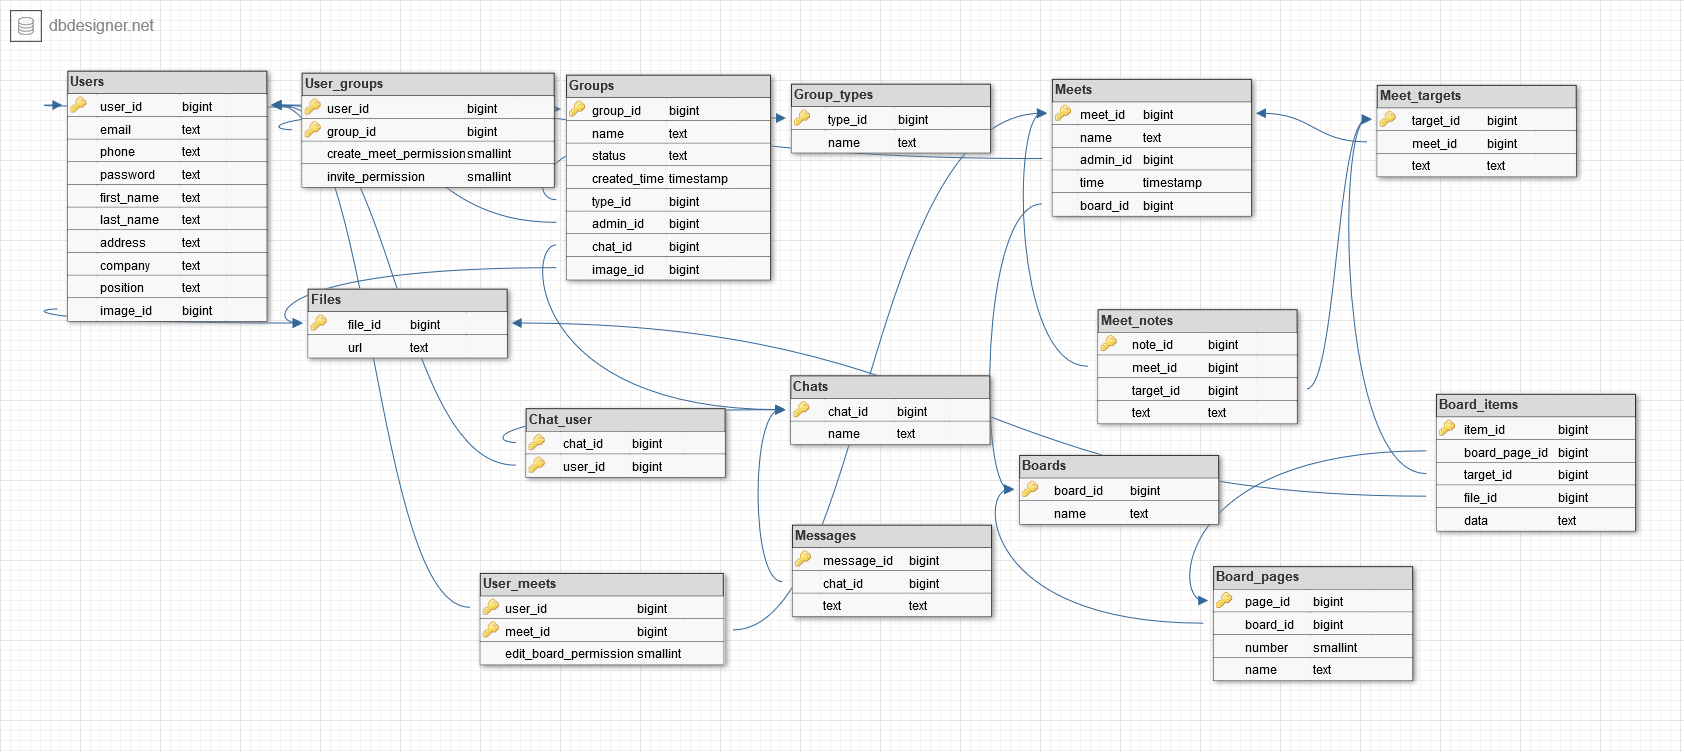 dbdesigner.net
Users
user_id bigint
email text
phone text
password text
first_name text
last_name text
address text
company text
position text
image_id bigint
User_groups
user_id bigint
group_id bigint
create_meet_permission smallint
invite_permission smallint
Groups
group_id bigint
name text
status text
created_time timestamp
type_id bigint
admin_id bigint
chat_id bigint
image_id bigint
Group_types
type_id bigint
name text
Meets
meet_id bigint
name text
admin_id bigint
time timestamp
board_id bigint
Meet_targets
target_id bigint
meet_id bigint
text text
Files
file_id bigint
url text
Meet_notes
note_id bigint
meet_id bigint
target_id bigint
text text
Chats
chat_id bigint
name text
Chat_user
chat_id bigint
user_id bigint
Board_items
item_id bigint
board_page_id bigint
target_id bigint
file_id bigint
data text
Boards
board_id bigint
name text
Messages
message_id bigint
chat_id bigint
text text
User_meets
user_id bigint
meet_id bigint
edit_board_permission smallint
Board_pages
page_id bigint
board_id bigint
number smallint
name text